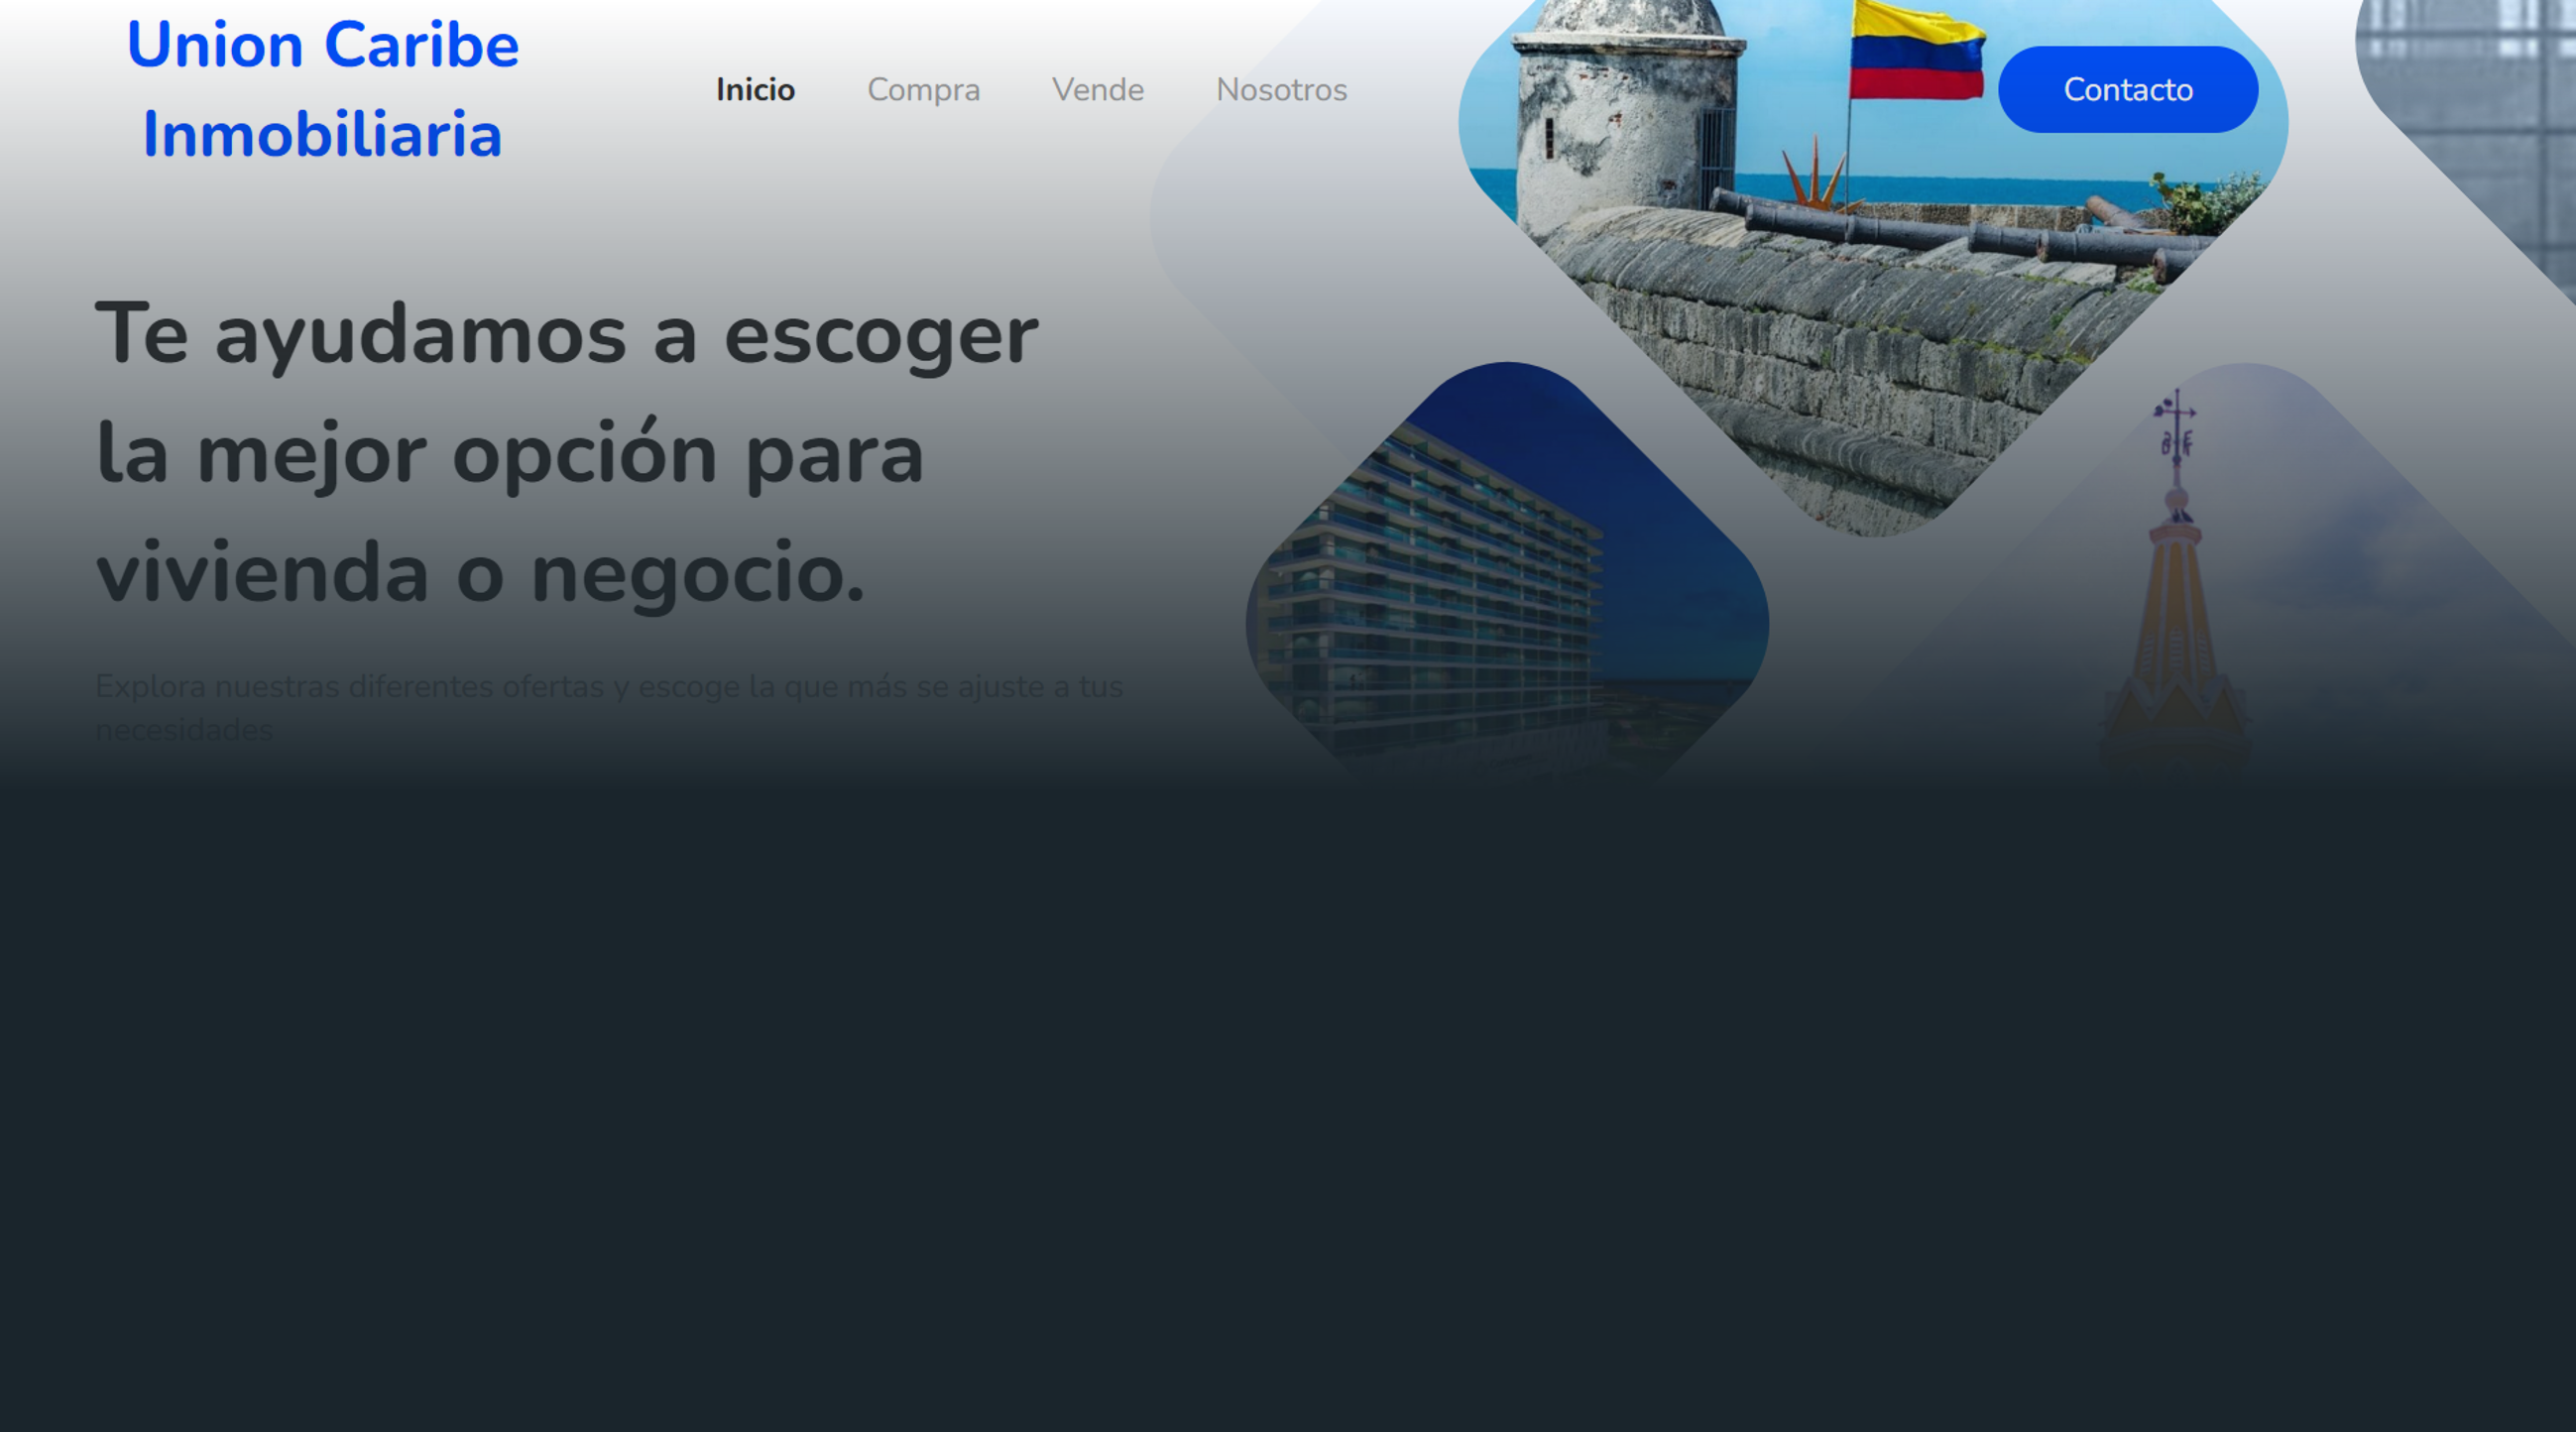 Union Caribe
Inmobiliaria
Inicio
Compra
Vende
Nosotros
Contacto
Te ayudamos a escoger
la mejor opción para
vivienda o negocio.
Explora nuestras diferentes ofertas y escoge la que más se ajuste a tus
necesidades